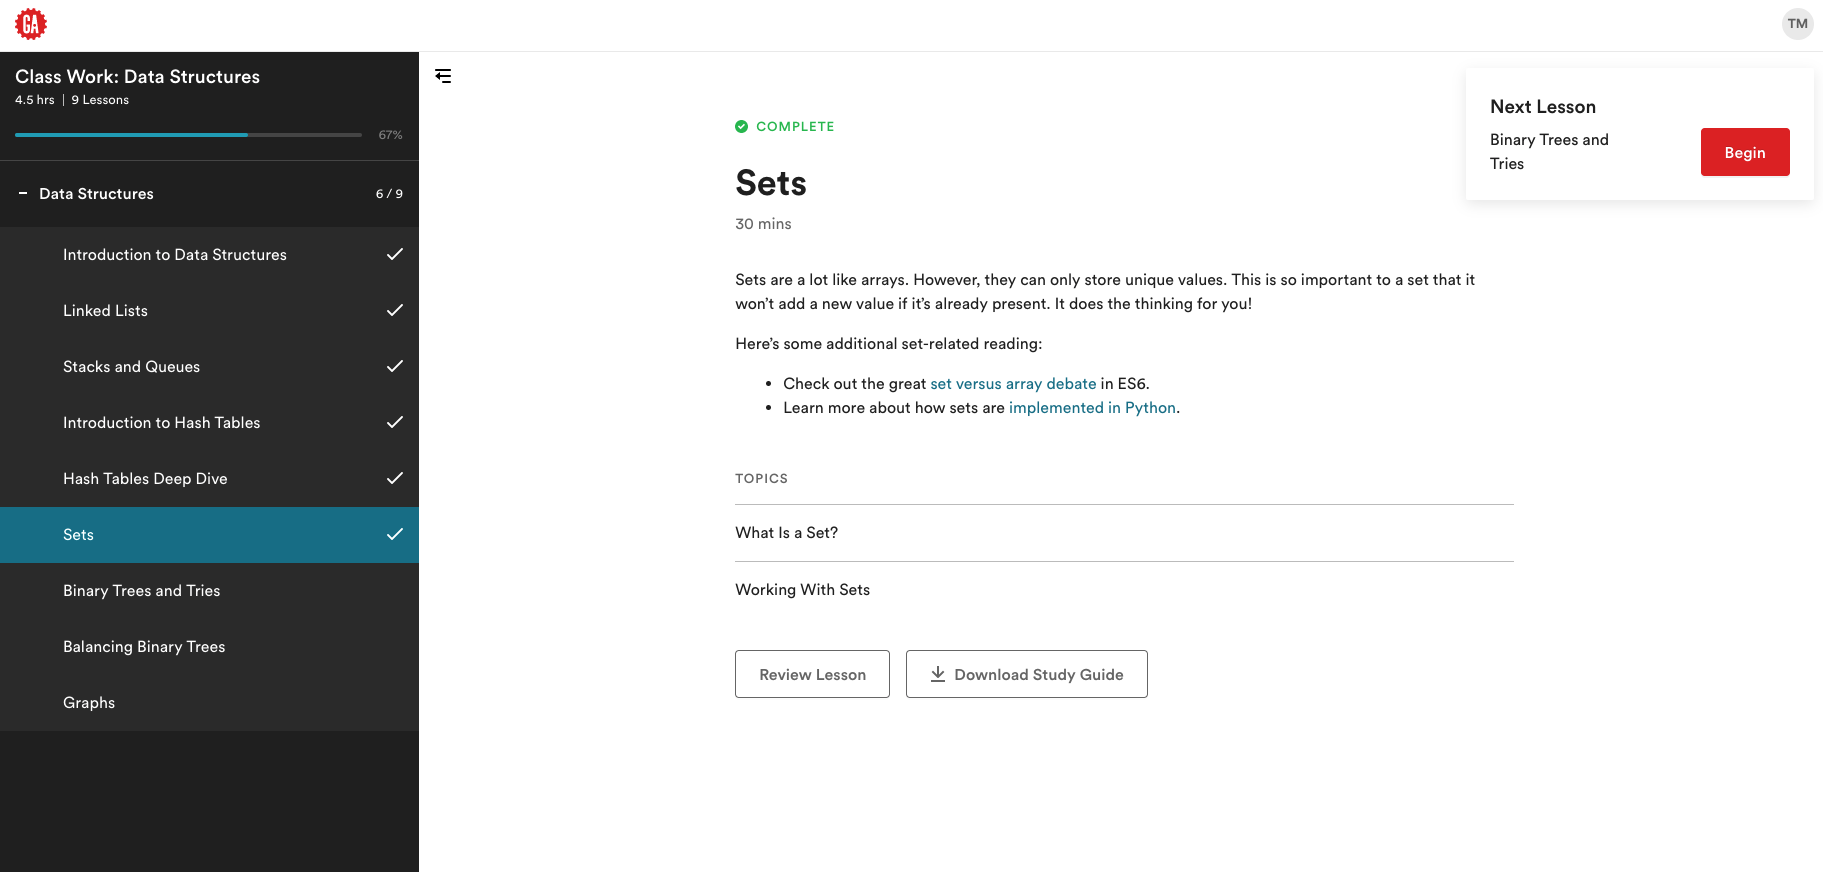 GA
TM
Class Work: Data Structures
4.5 hrs | 9 Lessons
67%
Data Structures 6 / 9
Introduction to Data Structures
Linked Lists
Stacks and Queues
Introduction to Hash Tables
Hash Tables Deep Dive
Sets
Binary Trees and Tries
Balancing Binary Trees
Graphs
COMPLETE
Sets
30 mins
Sets are a lot like arrays. However, they can only store unique values. This is so important to a set that it
won’t add a new value if it’s already present. It does the thinking for you!
Here’s some additional set-related reading:
• Check out the great set versus array debate in ES6.
• Learn more about how sets are implemented in Python.
TOPICS
What Is a Set?
Working With Sets
Review Lesson
Download Study Guide
Next Lesson
Binary Trees and
Tries
Begin